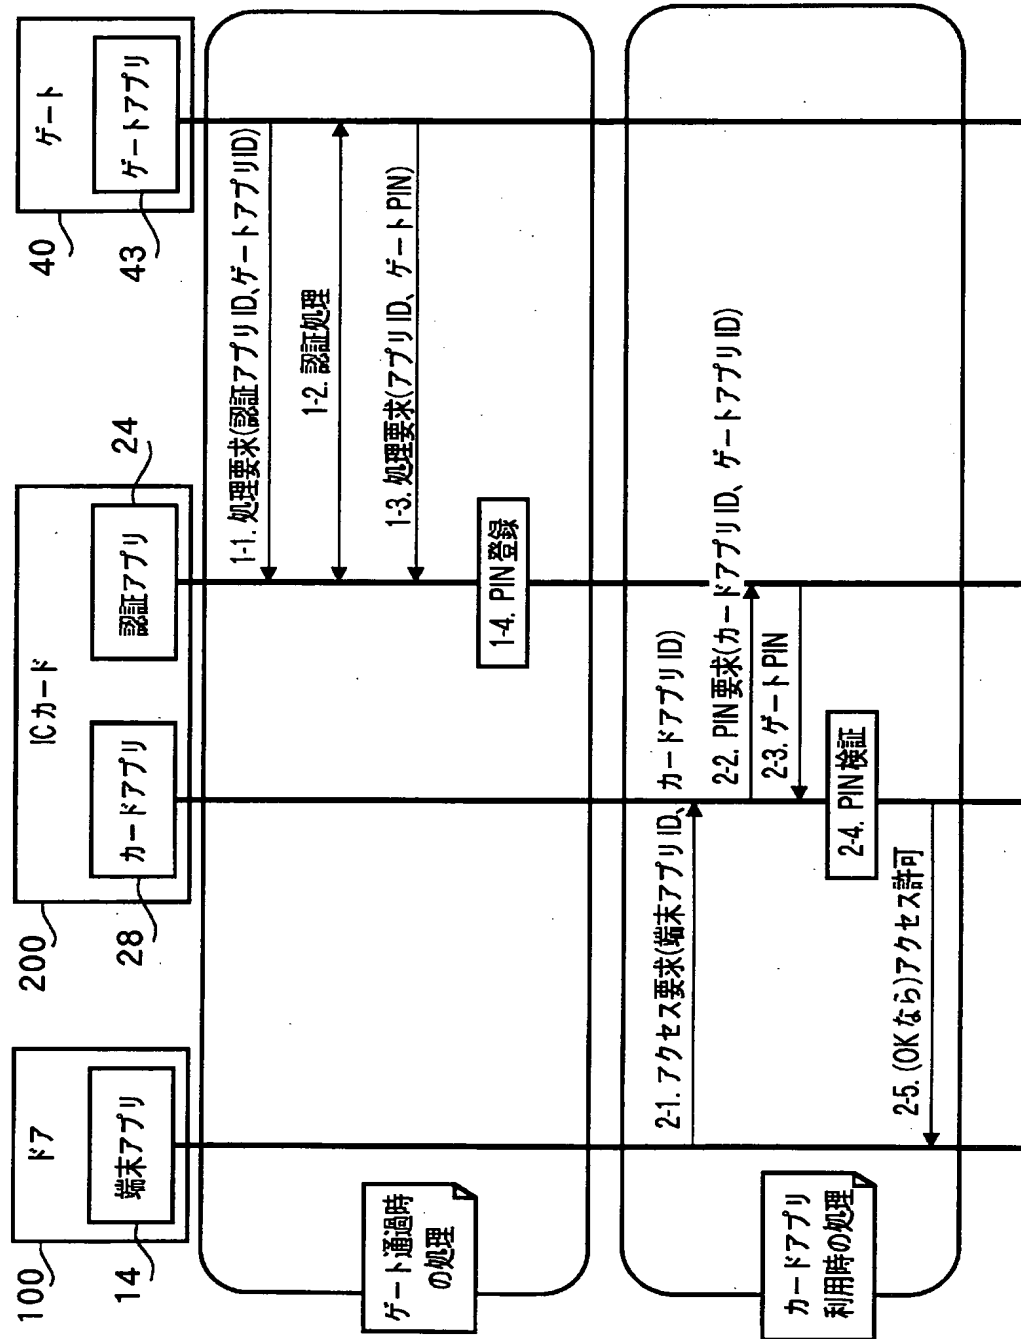 100
ドア
14
端末アプリ
200
ICカード
28
カードアプリ
24
認証アプリ
40
ゲート
43
ゲートアプリ
ゲート通過時
の処理
1-1. 処理要求(認証アプリID、ゲートアプリID)
1-2. 認証処理
1-3. 処理要求(アプリID、ゲートPIN)
1-4. PIN登録
カードアプリ
利用時の処理
2-1. アクセス要求(端末アプリID、カードアプリID)
2-2. PIN要求(カードアプリID、ゲートアプリID)
2-3. ゲートPIN
2-4. PIN検証
2-5. (OKなら)アクセス許可